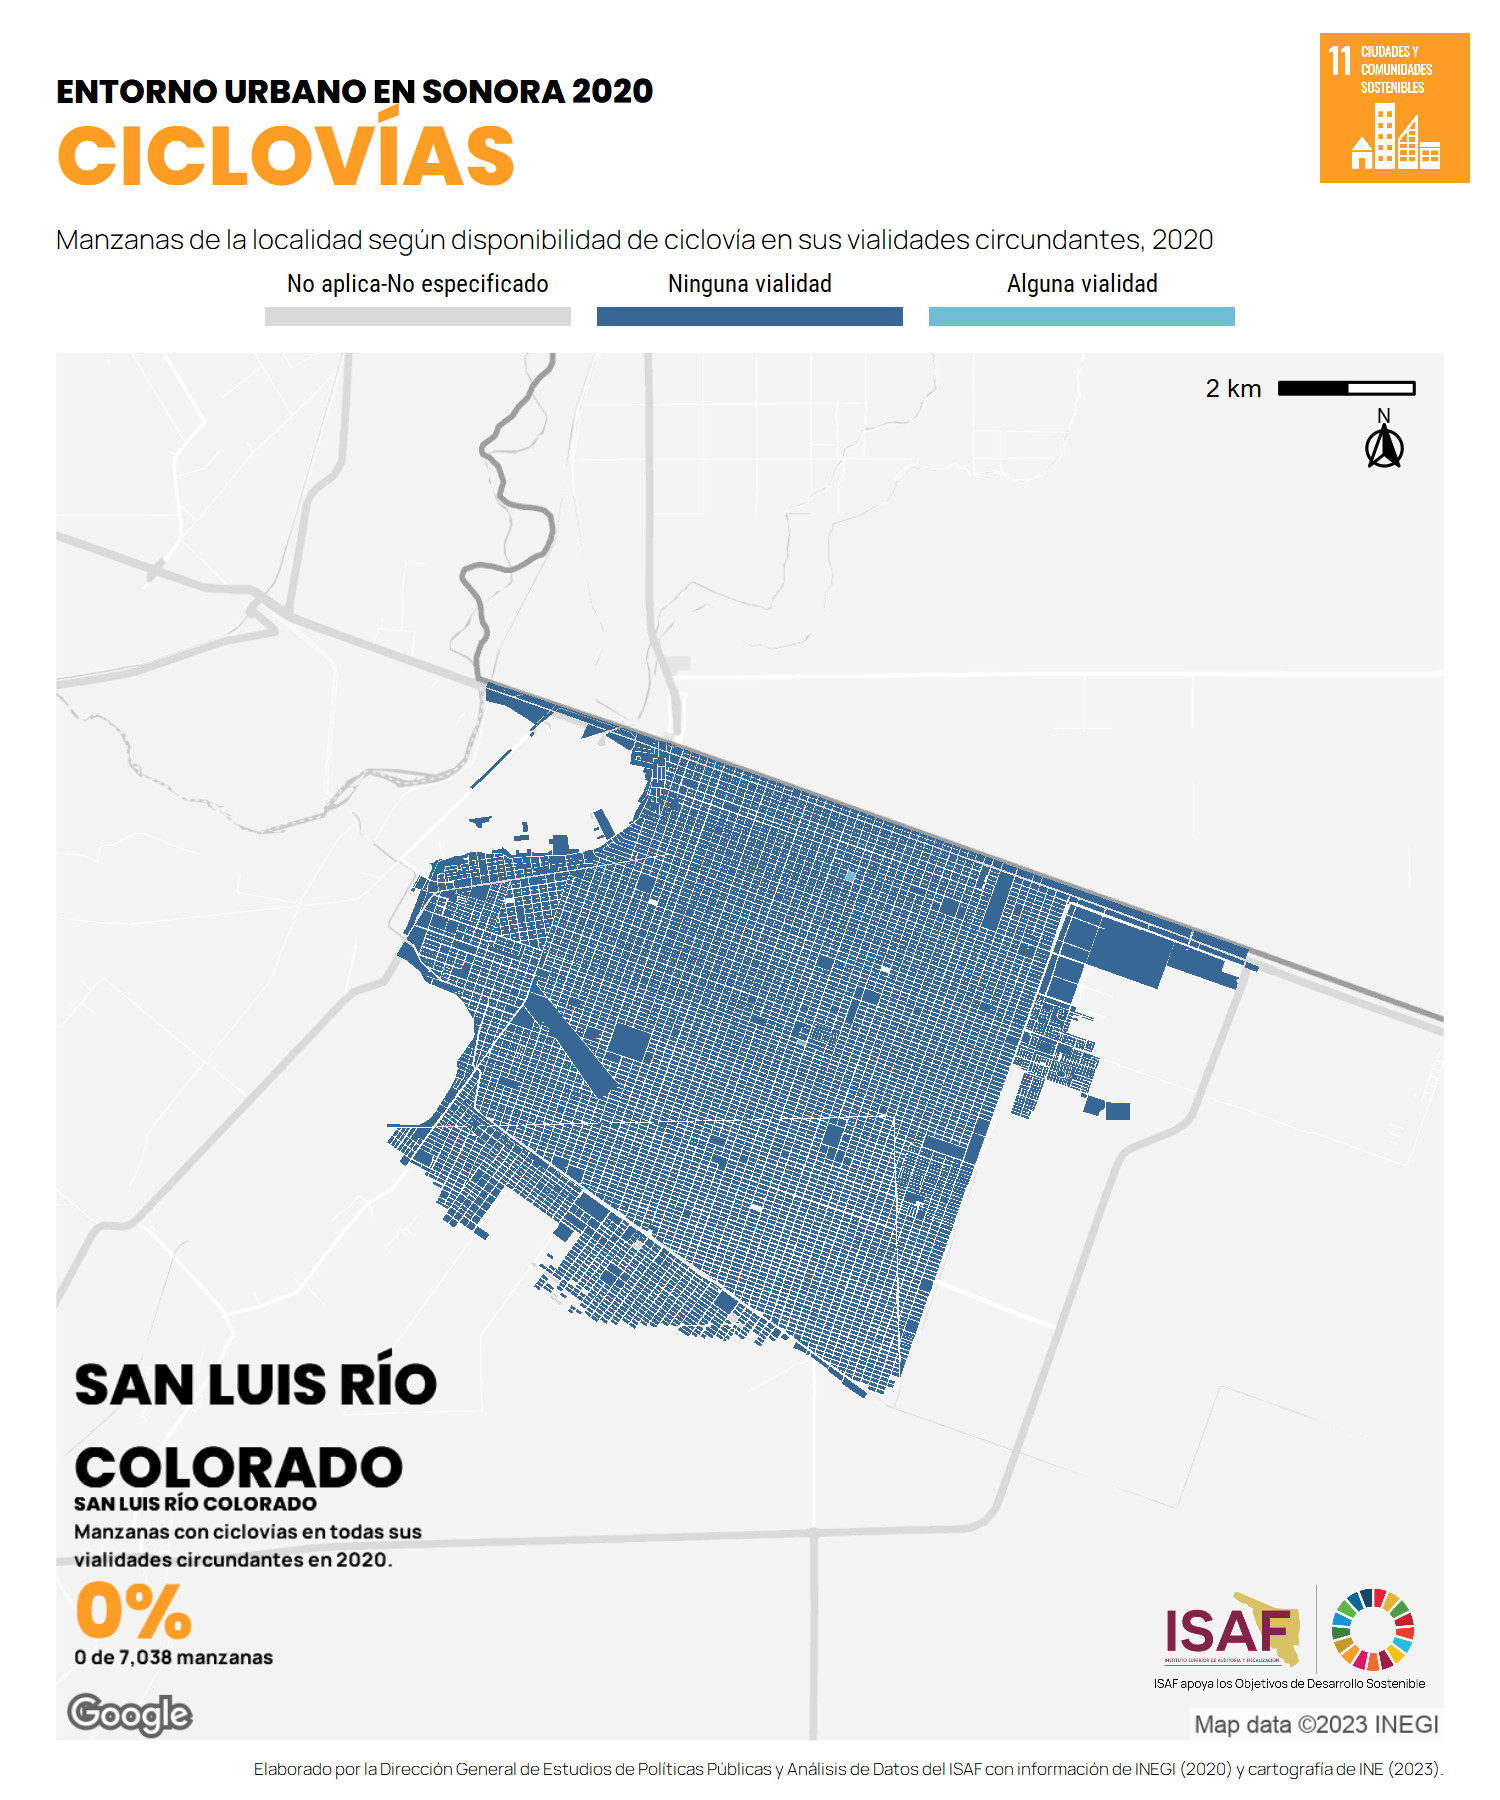 11 CIUDADES Y
COMUNIDADES
SOSTENIBLES
ENTORNO URBANO EN SONORA 2020
CICLOVÍAS
Manzanas de la localidad según disponibilidad de ciclovía en sus vialidades circundantes, 2020
No aplica-No especificado
Ninguna vialidad
Alguna vialidad
2 km
N
SAN LUIS RÍO
COLORADO
SAN LUIS RÍO COLORADO
Manzanas con ciclovias en todas sus
vialidades circundantes en 2020.
0%
0 de 7,038 manzanas
Google
ISAF
INSTITUTO SUPERIOR DE AUDITORÍA Y FISCALIZACIÓN
ISAF apoya los Objetivos de Desarrollo Sostenible
Map data ©2023 INEGI
Elaborado por la Dirección General de Estudios de Políticas Públicas y Análisis de Datos del ISAF con información de INEGI (2020) y cartografía de INE (2023).